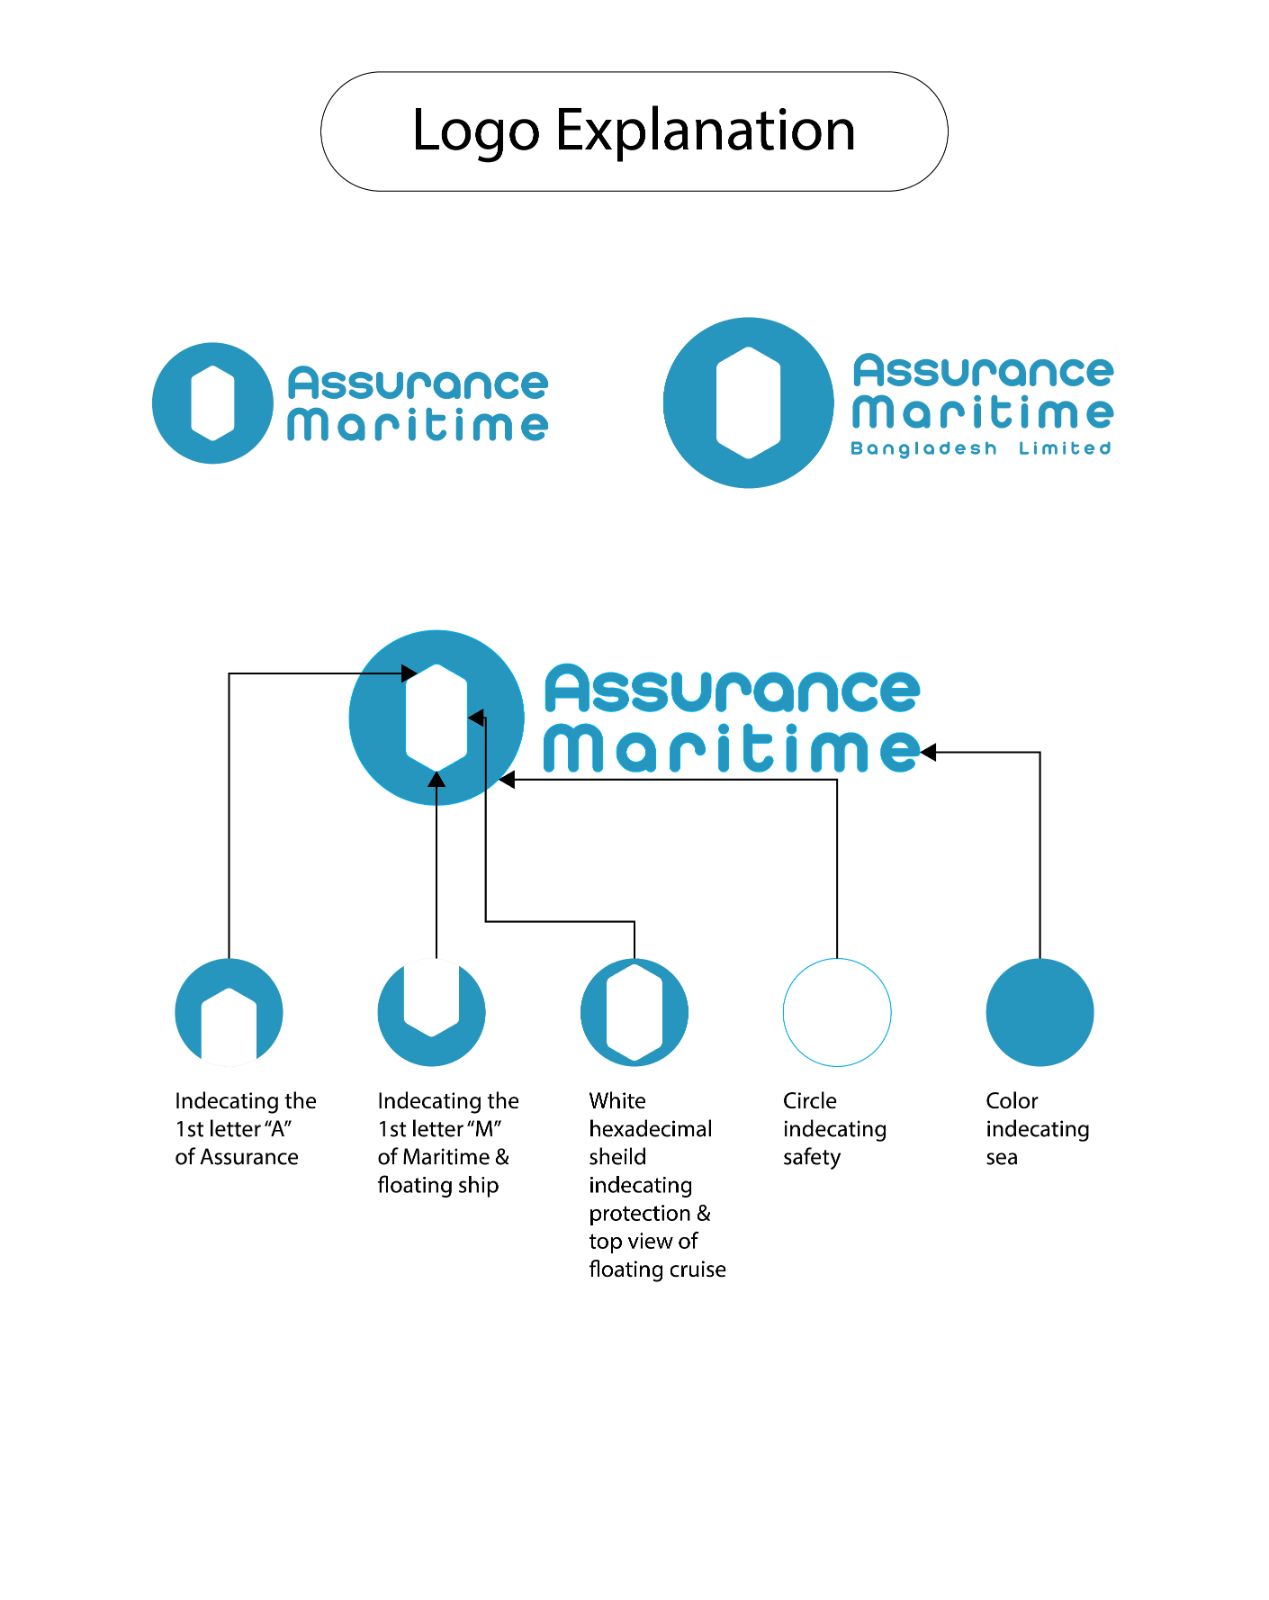 Logo Explanation
Assurance
Maritime
Assurance
Maritime
Bangladesh Limited
Assurance
Maritime
Indecating the
1st letter "A"
of Assurance
Indecating the
1st letter "M"
of Maritime &
floating ship
White
hexadecimal
sheild
indecating
protection &
top view of
floating cruise
Circle
indecating
safety
Color
indecating
sea